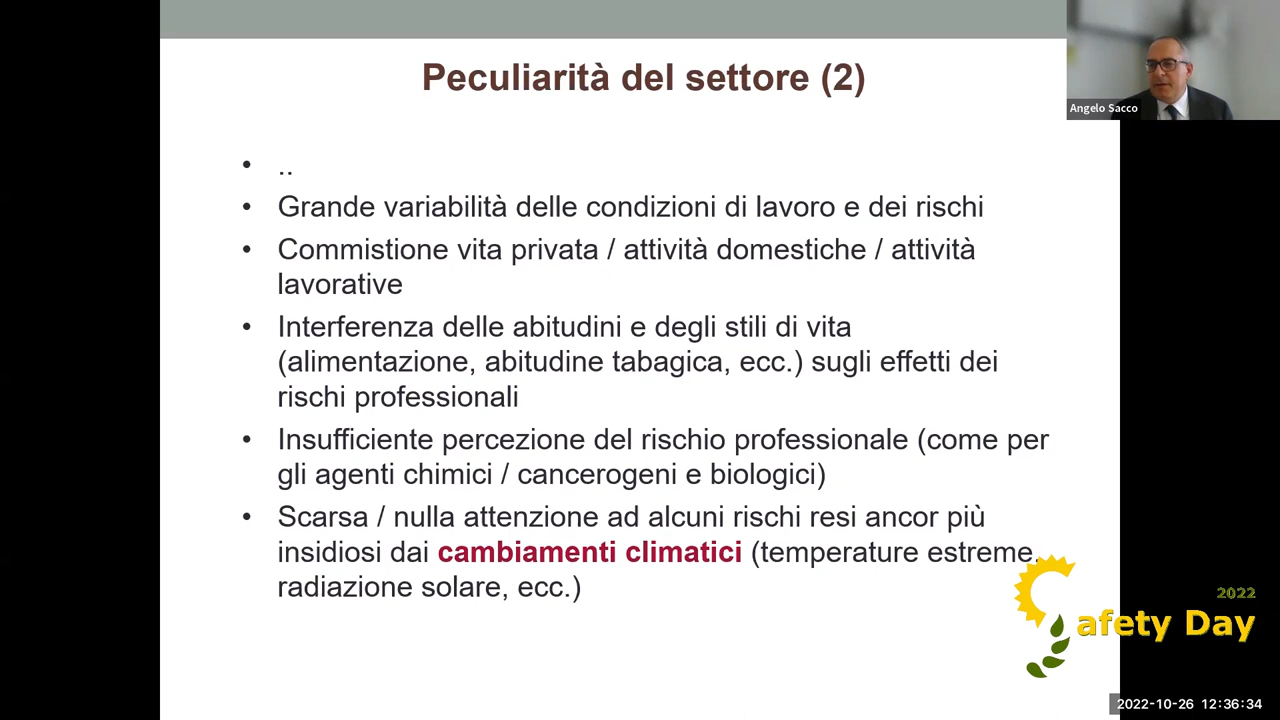 Peculiarità del settore (2)
Angelo Sacco
• ..
• Grande variabilità delle condizioni di lavoro e dei rischi
• Commistione vita privata / attività domestiche / attività
lavorative
• Interferenza delle abitudini e degli stili di vita
(alimentazione, abitudine tabagica, ecc.) sugli effetti dei
rischi professionali
• Insufficiente percezione del rischio professionale (come per
gli agenti chimici / cancerogeni e biologici)
• Scarsa / nulla attenzione ad alcuni rischi resi ancor più
insidiosi dai cambiamenti climatici (temperature estreme,
radiazione solare, ecc.)
2022
Safety Day
2022-10-26 12:36:34